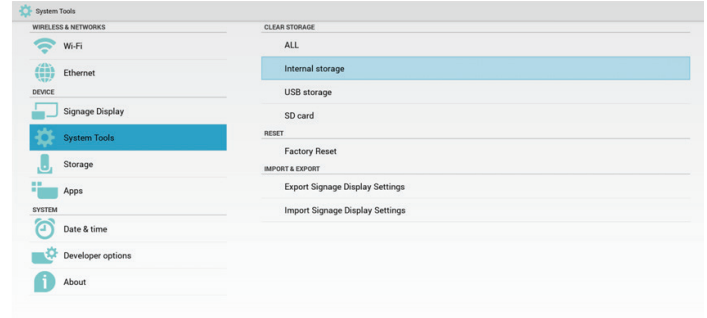 System Tools
WIRELESS & NETWORKS
Wi-Fi
Ethernet
DEVICE
Signage Display
System Tools
Storage
Apps
SYSTEM
Date & time
Developer options
About
CLEAR STORAGE
ALL
Internal storage
USB storage
SD card
RESET
Factory Reset
IMPORT & EXPORT
Export Signage Display Settings
Import Signage Display Settings